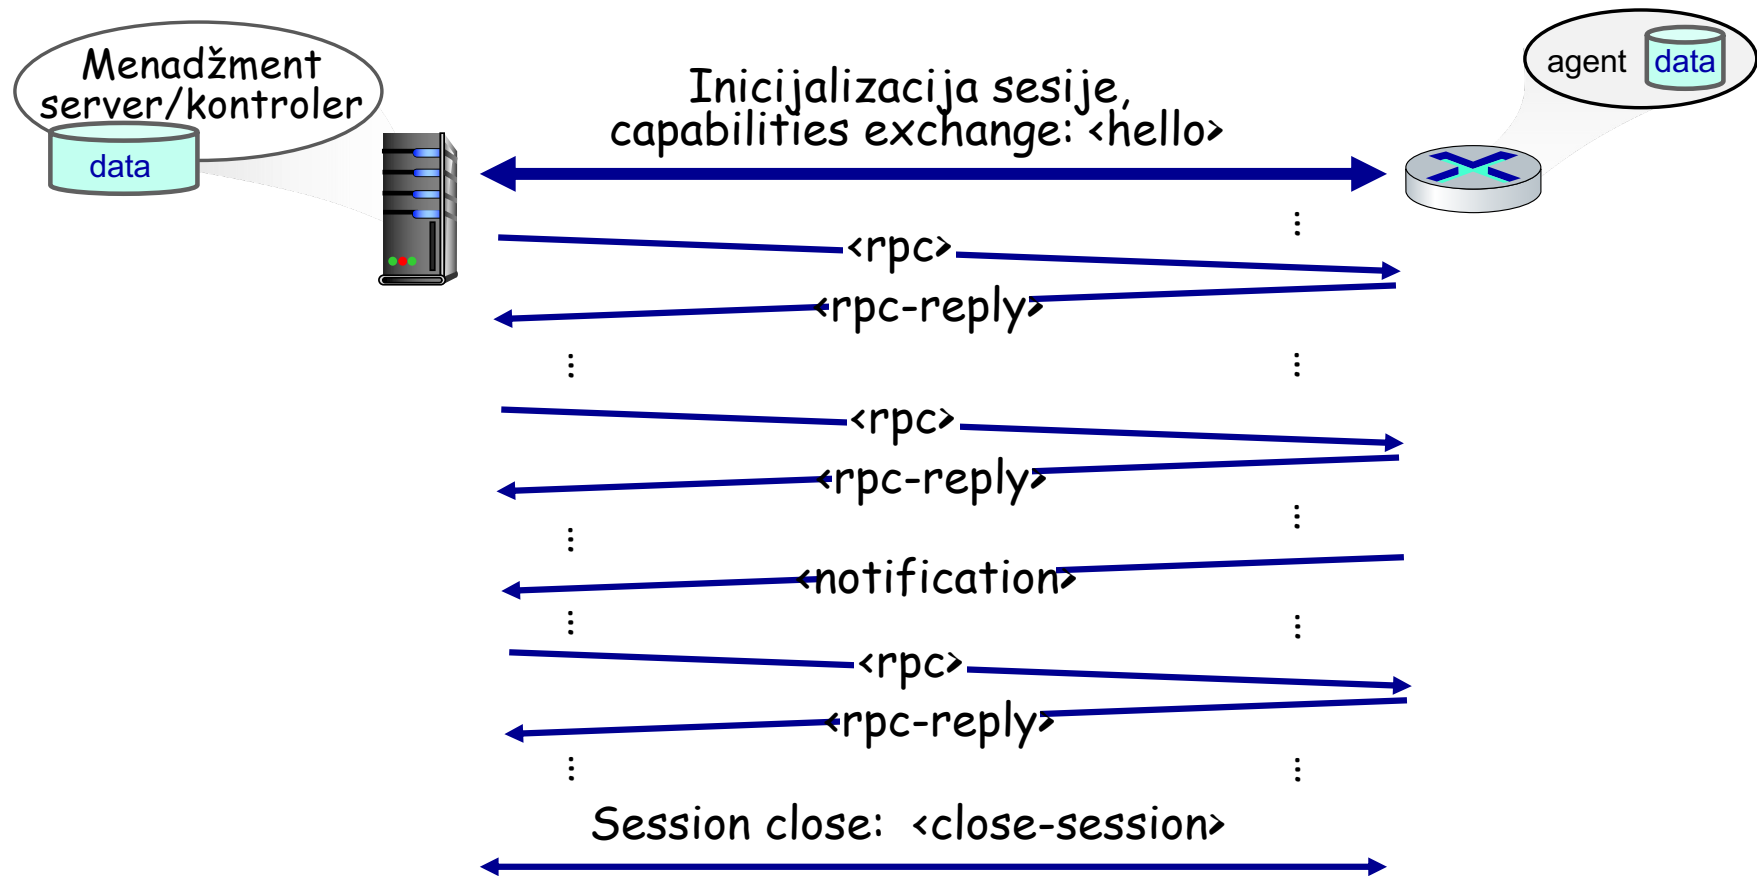 Menadžment
server/kontroler
data
Inicijalizacija sesije,
capabilities exchange: <hello>
agent
data
<rpc>
<rpc-reply>
<rpc>
<rpc-reply>
<notification>
<rpc>
<rpc-reply>
Session close: <close-session>